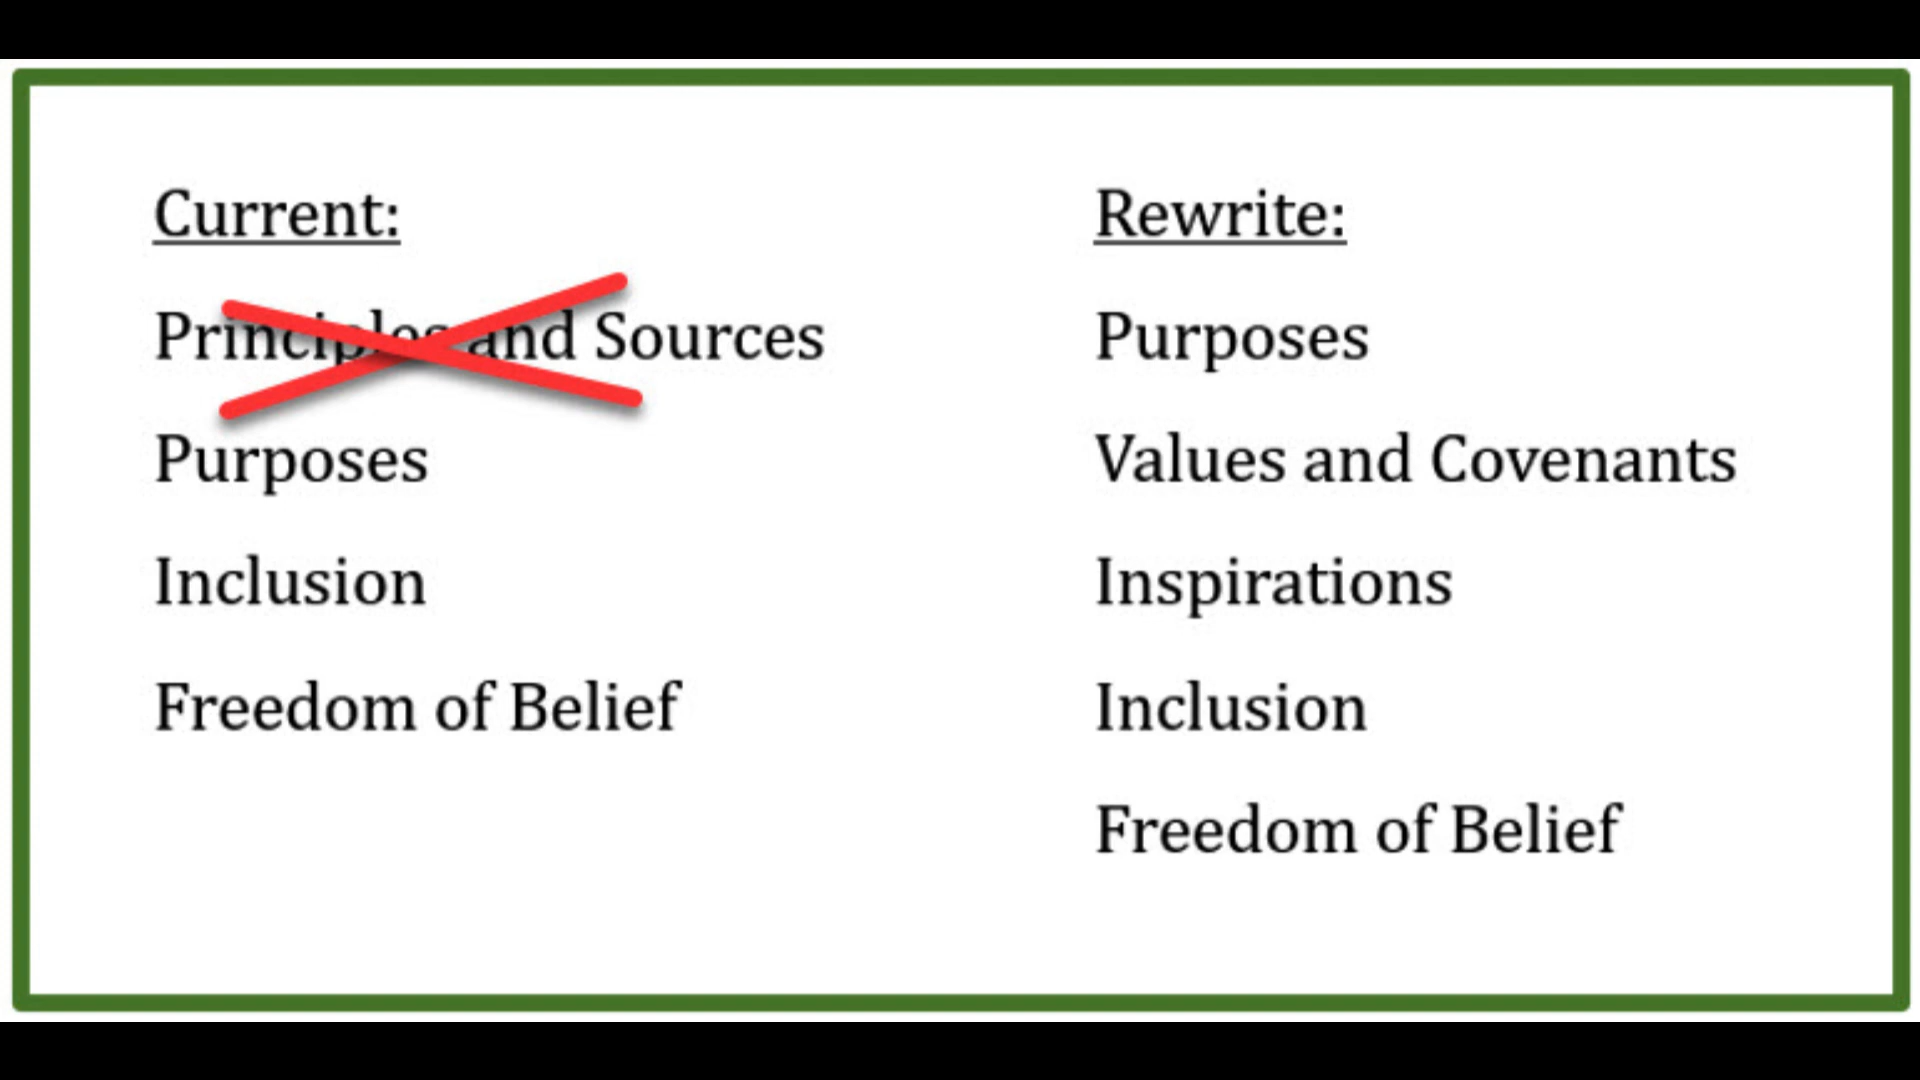 Current:
Principles and Sources
Purposes
Inclusion
Freedom of Belief
Rewrite:
Purposes
Values and Covenants
Inspirations
Inclusion
Freedom of Belief